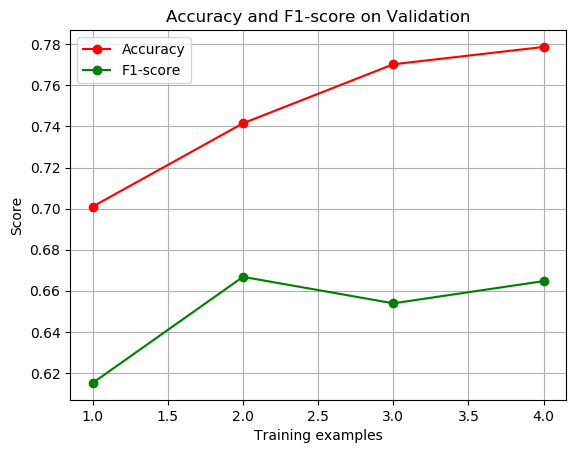 Accuracy and F1-score on Validation
Accuracy
F1-score
0.78
0.76
0.74
0.72
0.70
0.68
0.66
0.64
0.62
Score
1.0 1.5 2.0 2.5 3.0 3.5 4.0
Training examples